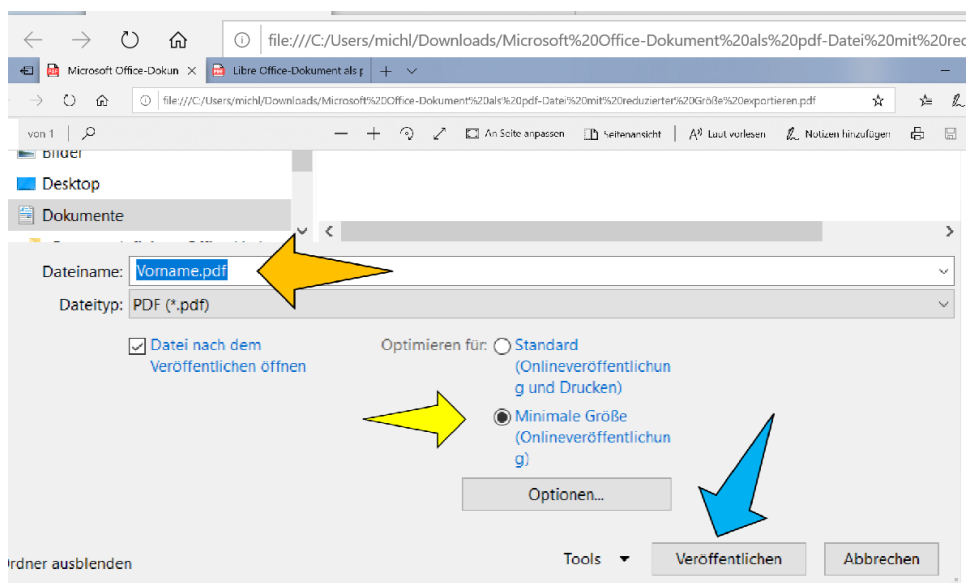 file:///C:/Users/michl/Downloads/Microsoft%20Office-Dokument%20als%20pdf-Datei%20mit%20rec
Microsoft Office-Dokun
Libre Office-Dokument als p
file:///C:/Users/michl/Downloads/Microsoft%20Office-Dokument%20als%20pdf-Datei%20mit%20reduzierter%20Größe%20exportieren.pdf
von 1
An Seite anpassen
Seitenansicht
Laut vorlesen
Notizen hinzufügen
Bilder
Desktop
Dokumente
Dateiname: Vorname.pdf
Dateityp: PDF (*.pdf)
Datei nach dem
Veröffentlichen öffnen
Optimieren für: Standard
(Onlineveröffentlichun
g und Drucken)
Minimale Größe
(Onlineveröffentlichun
g)
Optionen...
rdner ausblenden
Tools
Veröffentlichen
Abbrechen